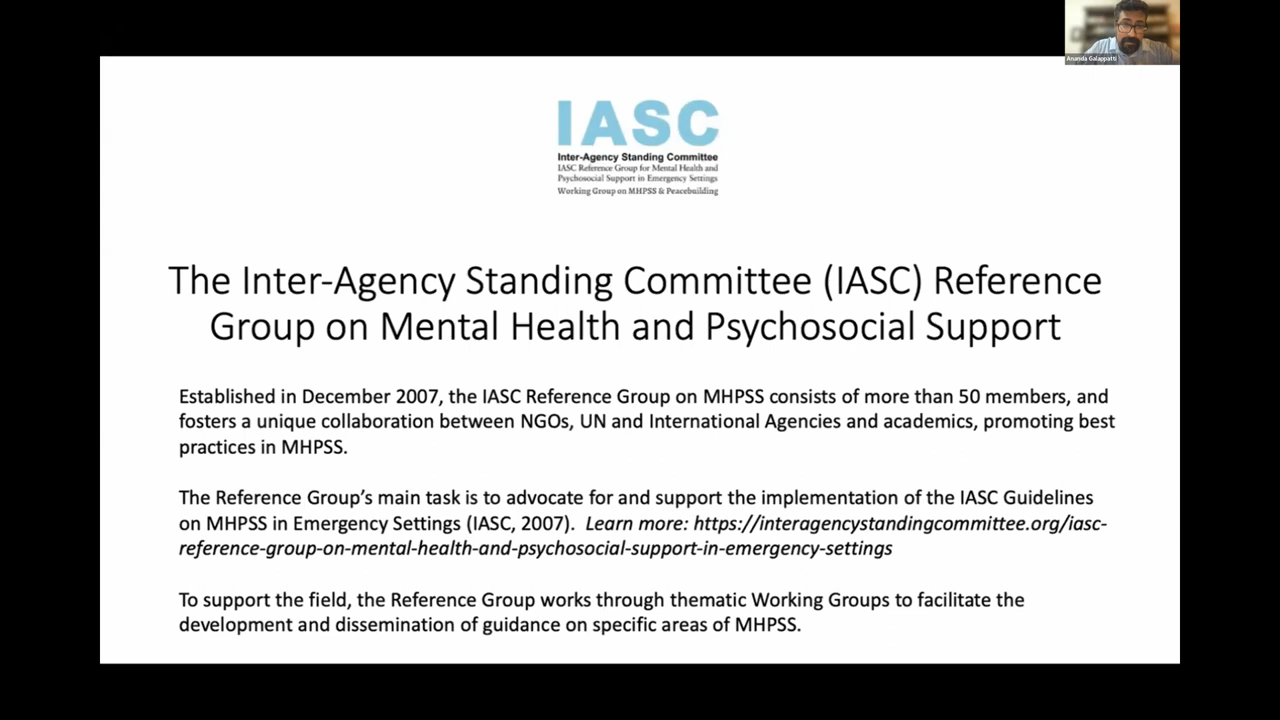 Ananda Galappatti
IASC
Inter-Agency Standing Committee
IASC Reference Group for Mental Health and
Psychosocial Support in Emergency Settings
Working Group on MHPSS & Peacebuilding
The Inter-Agency Standing Committee (IASC) Reference
Group on Mental Health and Psychosocial Support
Established in December 2007, the IASC Reference Group on MHPSS consists of more than 50 members, and
fosters a unique collaboration between NGOs, UN and International Agencies and academics, promoting best
practices in MHPSS.
The Reference Group’s main task is to advocate for and support the implementation of the IASC Guidelines
on MHPSS in Emergency Settings (IASC, 2007). Learn more: https://interagencystandingcommittee.org/iasc-
reference-group-on-mental-health-and-psychosocial-support-in-emergency-settings
To support the field, the Reference Group works through thematic Working Groups to facilitate the
development and dissemination of guidance on specific areas of MHPSS.